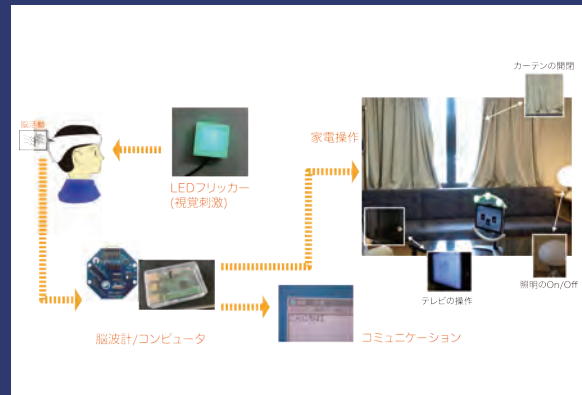 カーテンの開閉
脳活動
家電操作
LEDフリッカー
(視覚刺激)
照明のOn/Off
テレビの操作
脳波計/コンピュータ
コミュニケーション